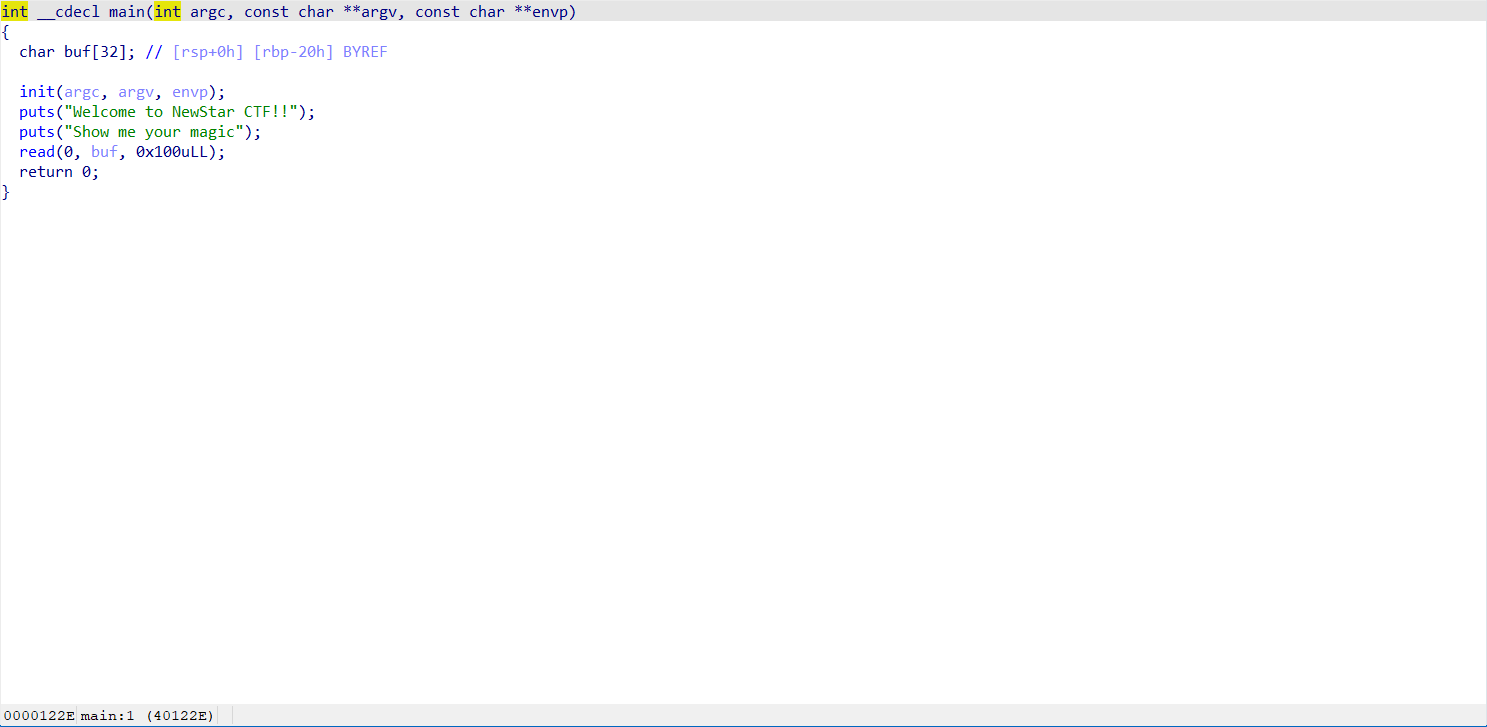 int __cdecl main(int argc, const char **argv, const char **envp)
{
  char buf[32]; // [rsp+0h] [rbp-20h] BYREF

  init(argc, argv, envp);
  puts("Welcome to NewStar CTF!!");
  puts("Show me your magic");
  read(0, buf, 0x100uLL);
  return 0;
}
0000122E main:1 (40122E)